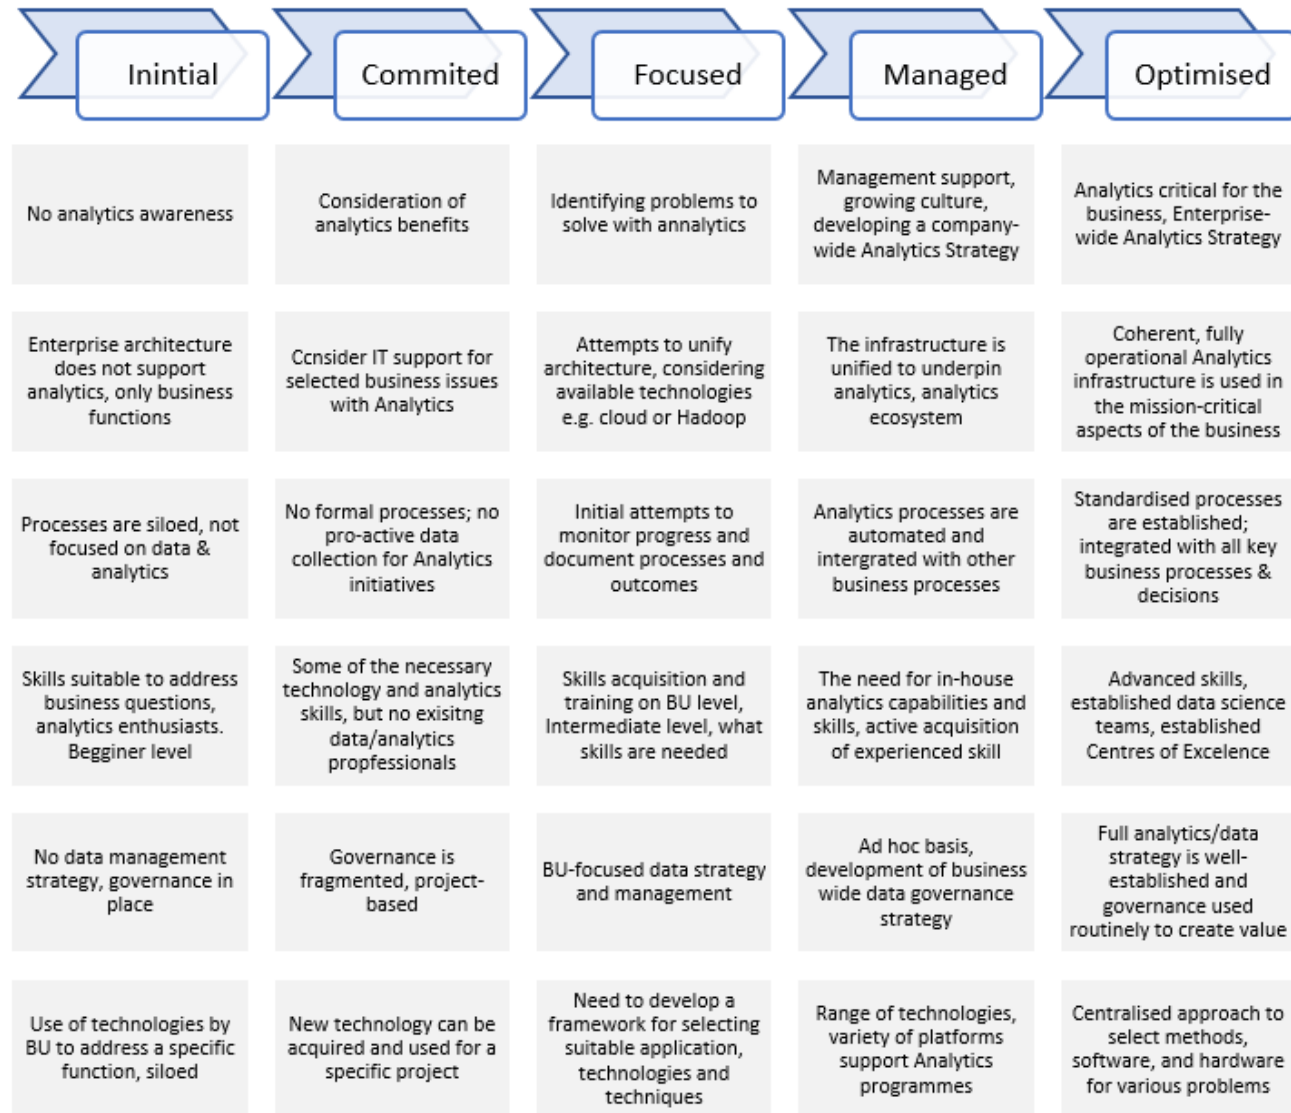 Inintial
Commited
Focused
Managed
Optimised
No analytics awareness
Consideration of
analytics benefits
Identifying problems to
solve with annalytics
Management support,
growing culture,
developing a company-
wide Analytics Strategy
Analytics critical for the
business, Enterprise-
wide Analytics Strategy
Enterprise architecture
does not support
analytics, only business
functions
Ccnsider IT support for
selected business issues
with Analytics
Attempts to unify
architecture, considering
available technologies
e.g. cloud or Hadoop
The infrastructure is
unified to underpin
analytics, analytics
ecosystem
Coherent, fully
operational Analytics
infrastructure is used in
the mission-critical
aspects of the business
Processes are siloed, not
focused on data &
analytics
No formal processes; no
pro-active data
collection for Analytics
initiatives
Initial attempts to
monitor progress and
document processes and
outcomes
Analytics processes are
automated and
intergrated with other
business processes
Standardised processes
are established;
integrated with all key
business processes &
decisions
Skills suitable to address
business questions,
analytics enthusiasts.
Begginer level
Some of the necessary
technology and analytics
skills, but no exisitng
data/analytics
propfessionals
Skills acquisition and
training on BU level,
Intermediate level, what
skills are needed
The need for in-house
analytics capabilities and
skills, active acquisition
of experienced skill
Advanced skills,
established data science
teams, established
Centres of Excelence
No data management
strategy, governance in
place
Governance is
fragmented, project-
based
BU-focused data strategy
and management
Ad hoc basis,
development of business
wide data governance
strategy
Full analytics/data
strategy is well-
established and
governance used
routinely to create value
Use of technologies by
BU to address a specific
function, siloed
New technology can be
acquired and used for a
specific project
Need to develop a
framework for selecting
suitable application,
technologies and
techniques
Range of technologies,
variety of platforms
support Analytics
programmes
Centralised approach to
select methods,
software, and hardware
for various problems